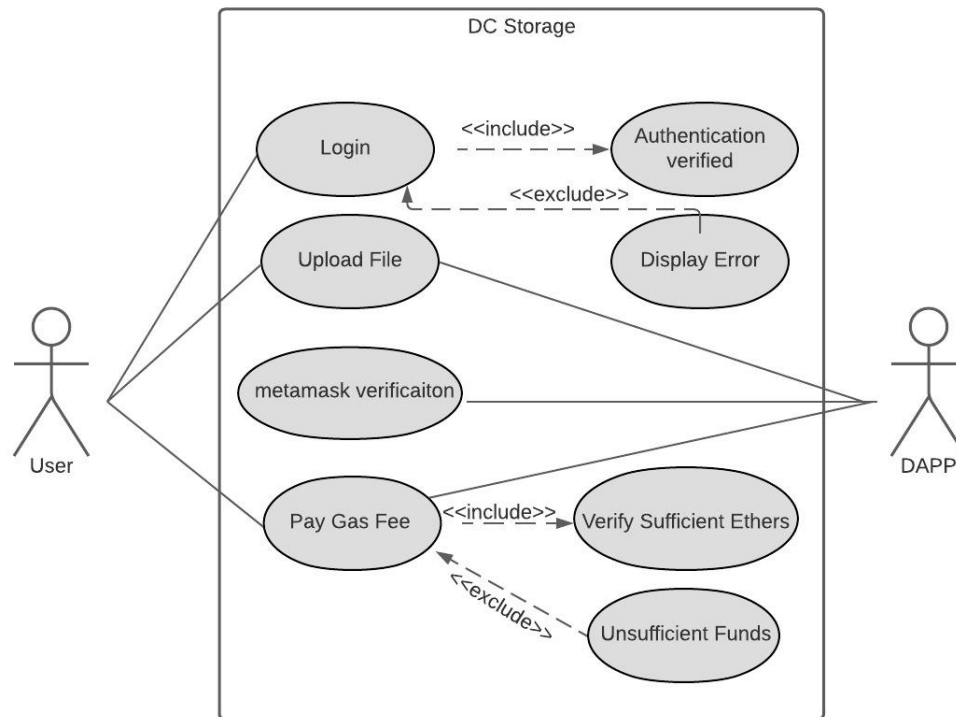 DC Storage
Login
<<include>>
Authentication
verified
<<exclude>>
Upload File
Display Error
metamask verificaiton
User
DAPP
Pay Gas Fee
<<include>>
Verify Sufficient Ethers
<<exclude>>
Unsufficient Funds